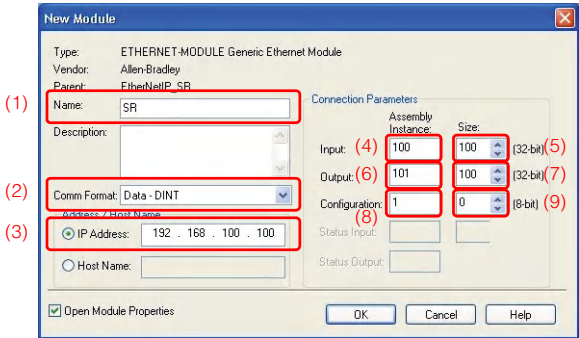 New Module
Type: ETHERNET-MODULE Generic Ethernet Module
Vendor: Allen-Bradley
Parent: EtherNetIP_SR
(1) Name: SR
Description:
(2) Comm Format: Data - DINT
Address / Host Name
(3) IP Address: 192 . 168 . 100 . 100
Host Name:
Connection Parameters
Assembly
Instance: Size:
Input: (4) 100 100 (32-bit) (5)
Output: (6) 101 100 (32-bit) (7)
Configuration: (8) 1 0 (8-bit) (9)
Status Input:
Status Output:
Open Module Properties OK Cancel Help